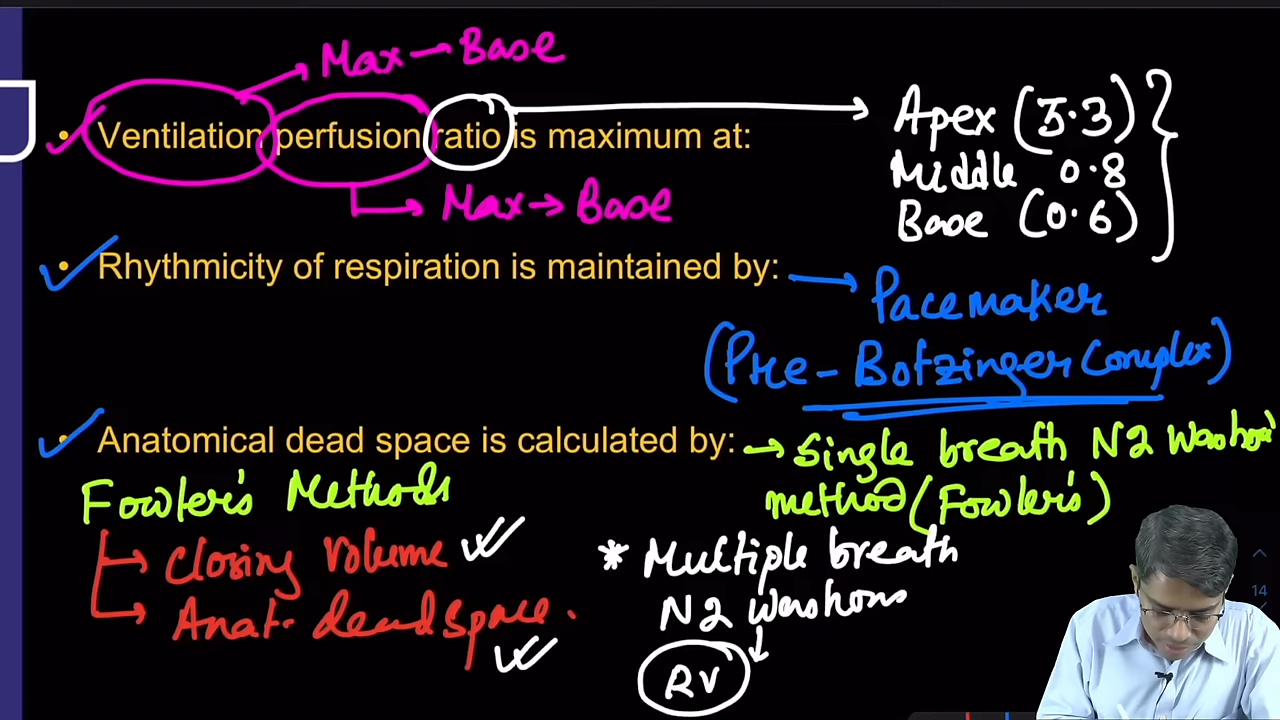 Max – Base
• Ventilation perfusion ratio is maximum at:
Apex (3.3)
Middle 0.8
Base (0.6)
Max → Base
• Rhythmicity of respiration is maintained by:
→ Pacemaker
(Pre-Botzinger Complex)
• Anatomical dead space is calculated by:
→ Single breath N2
method (Fowler's)
Fowler's Methods
→ Closing Volume
→ Anat. dead space.
* Multiple breath
N2
RV
14